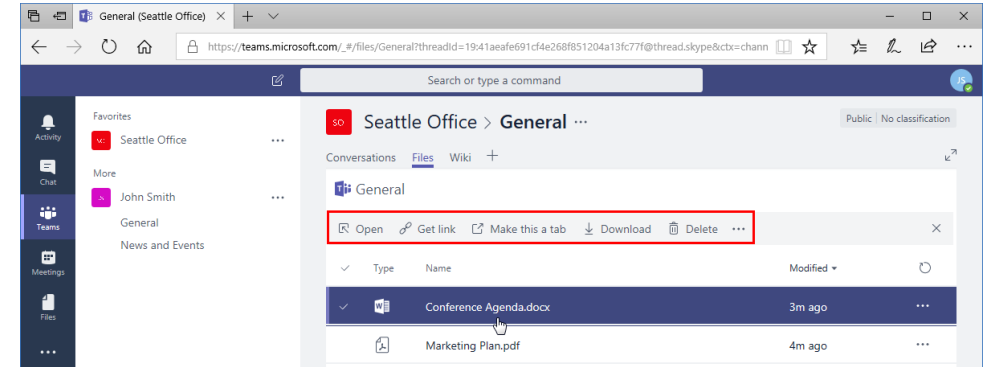 General (Seattle Office)
https://teams.microsoft.com/_#/files/General?threadId=19:41aeafe691cf4e268f851204a13fc77f@thread.skype&ctx=chann
Search or type a command
JS
Activity
Chat
Teams
Meetings
Files
Favorites
Seattle Office
More
John Smith
General
News and Events
SO
Seattle Office > General
Public No classification
Conversations Files Wiki
General
Open Get link Make this a tab Download Delete
Type Name Modified
Conference Agenda.docx 3m ago
Marketing Plan.pdf 4m ago